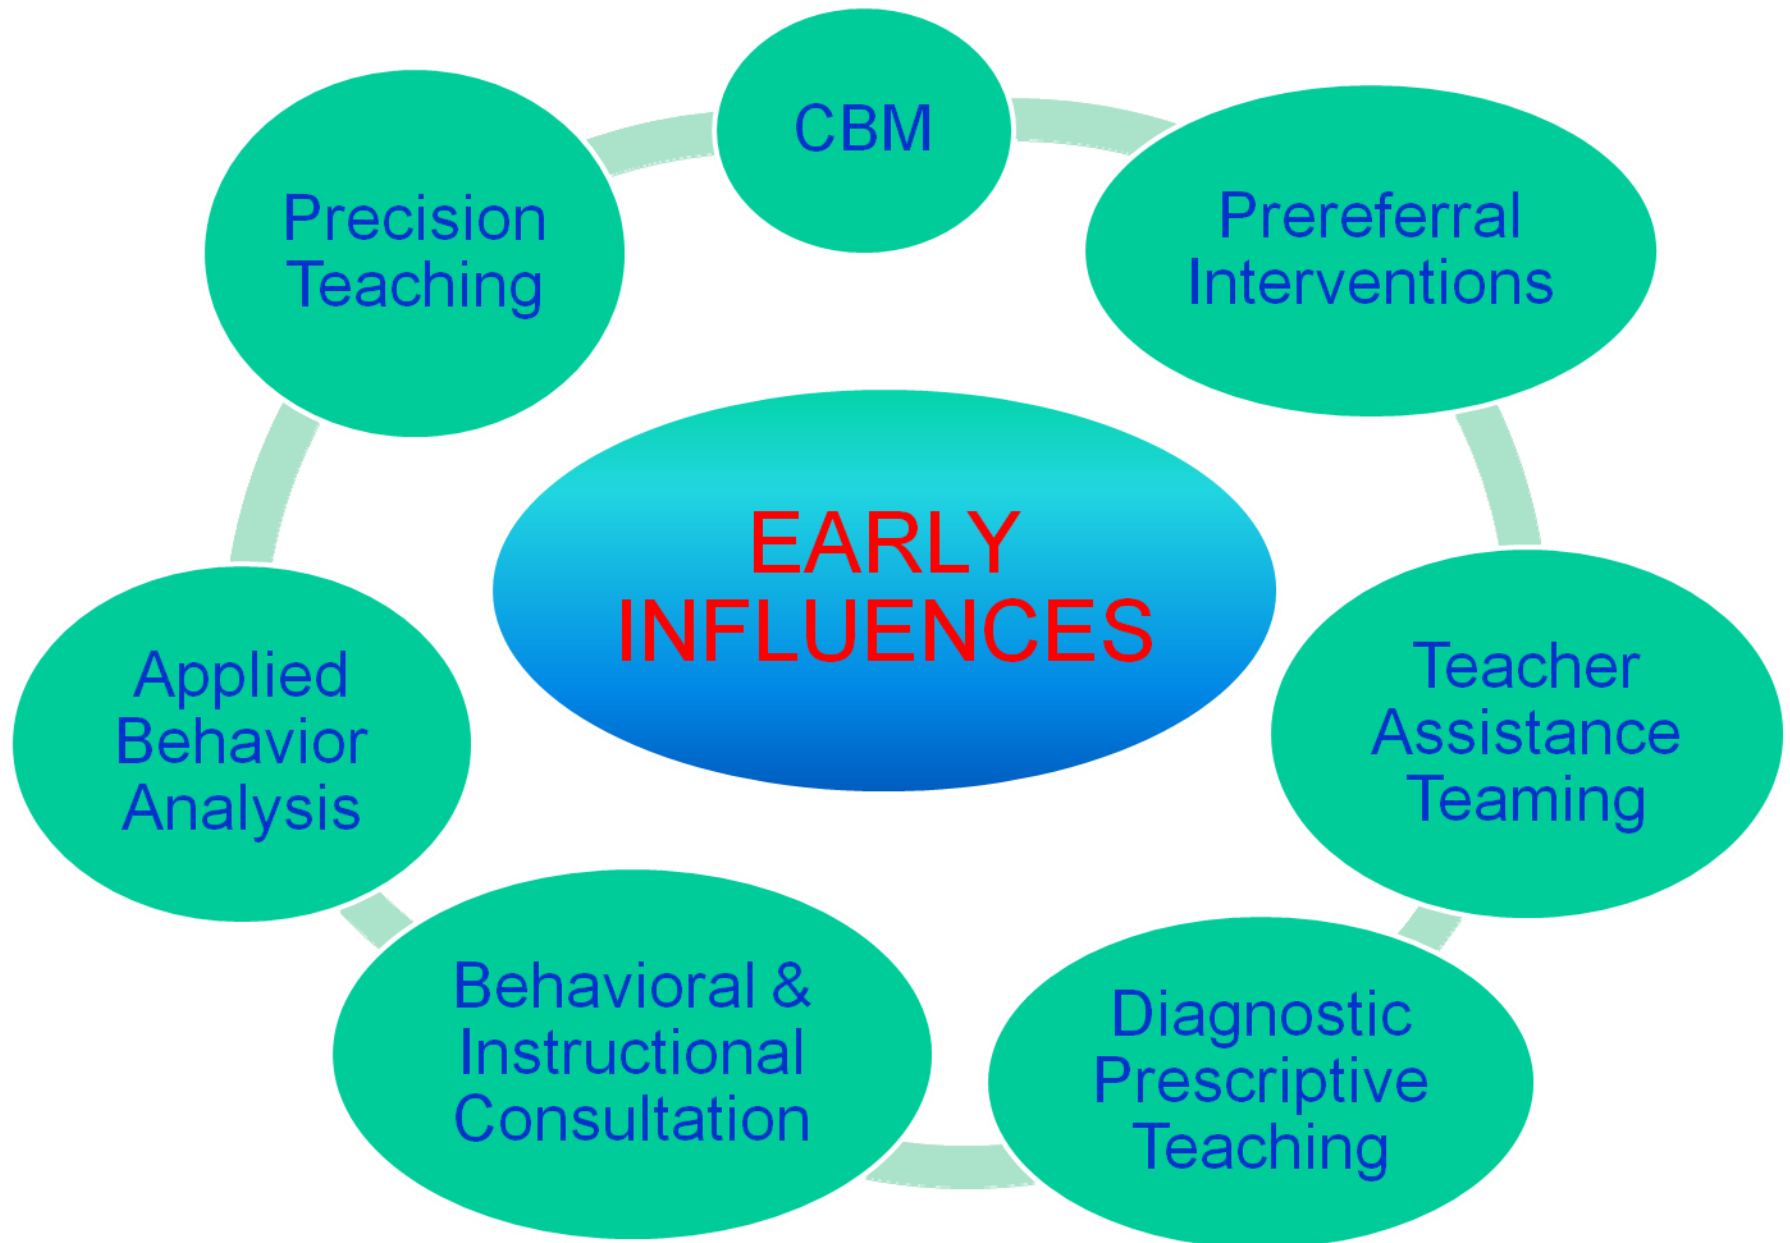 CBM
Prereferral
Interventions
Teacher
Assistance
Teaming
Diagnostic
Prescriptive
Teaching
Behavioral &
Instructional
Consultation
Applied
Behavior
Analysis
Precision
Teaching
EARLY
INFLUENCES